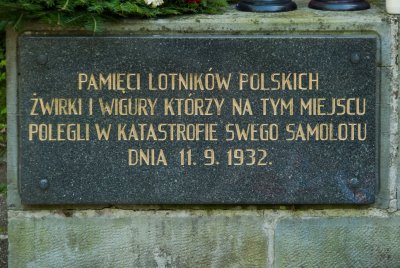 PAMIĘCI LOTNIKÓW POLSKICH
ŻWIRKI I WIGURY KTÓRZY NA TYM MIEJSCU
POLEGLI W KATASTROFIE SWEGO SAMOLOTU
DNIA 11. 9. 1932.